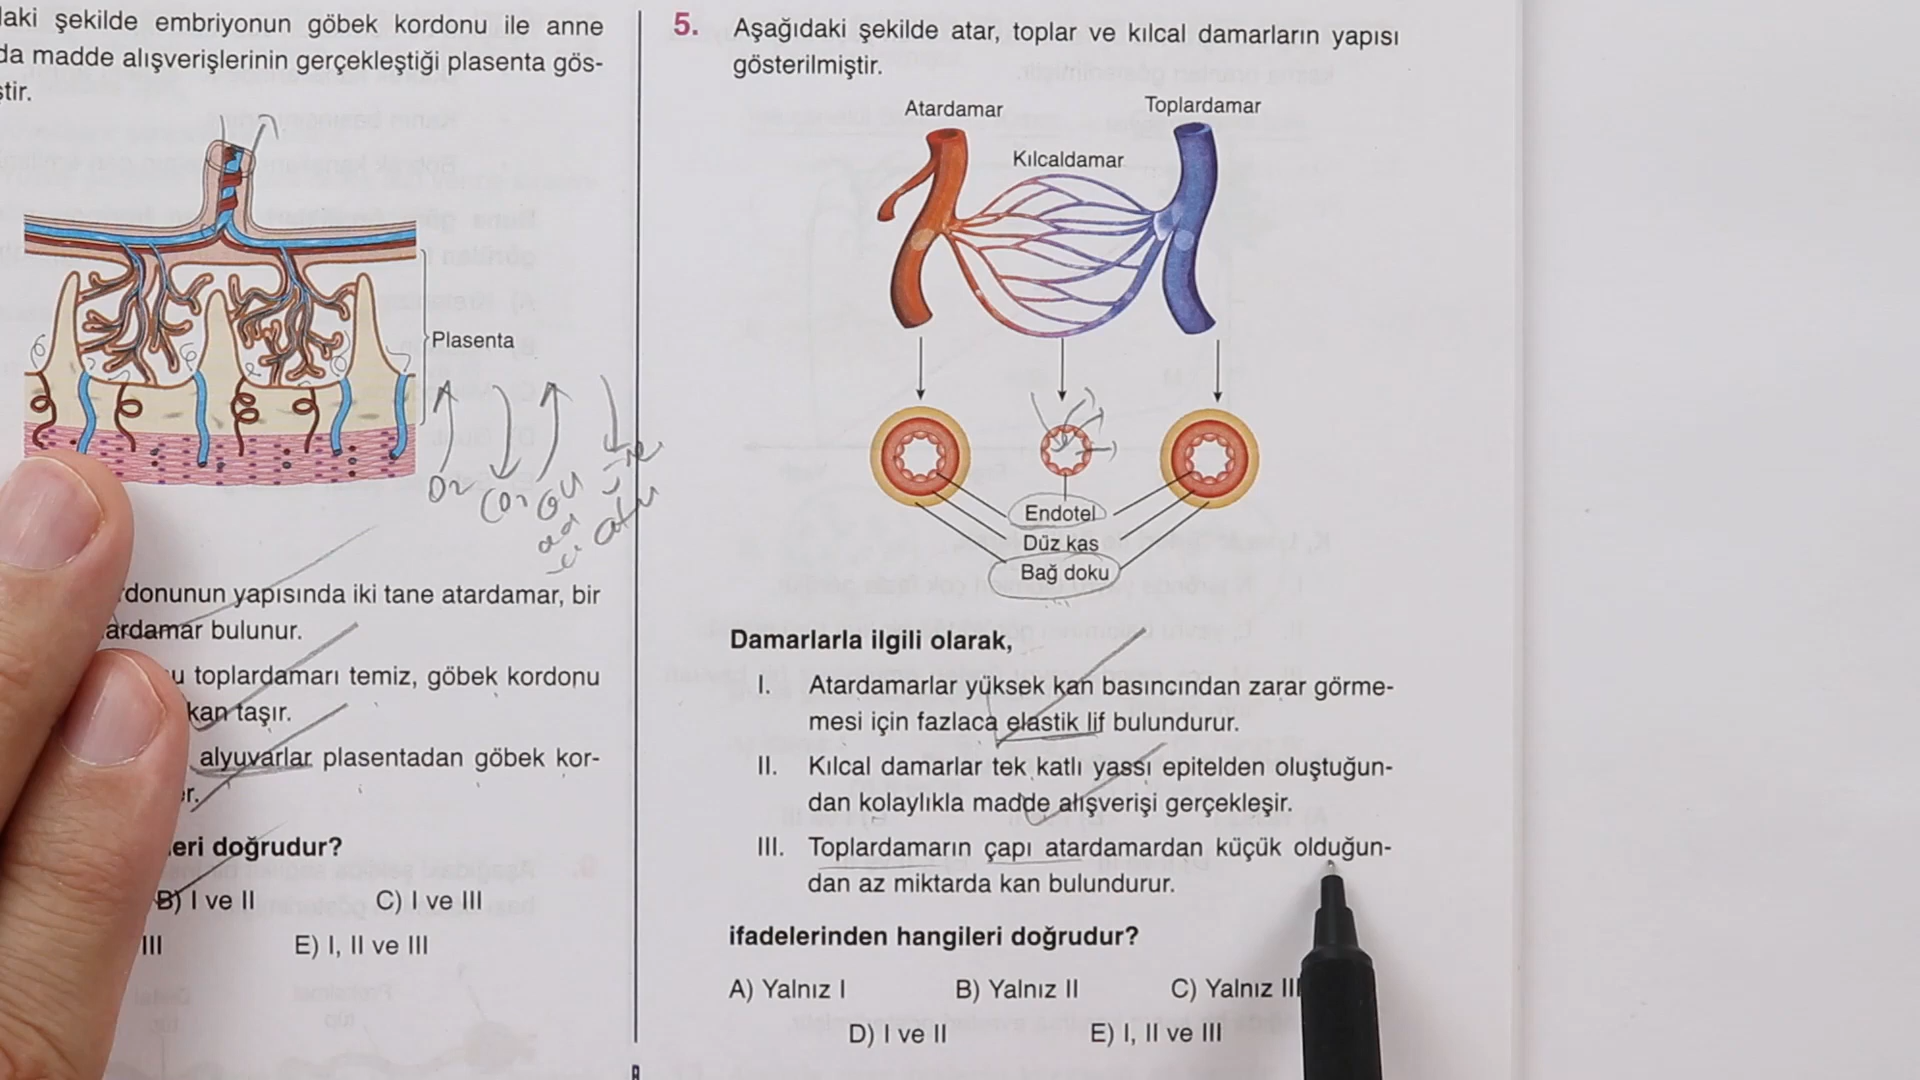 aki şekilde embriyonun göbek kordonu ile anne
da madde alışverişlerinin gerçekleştiği plasenta gös-
ştir.
Plasenta
O2
rdonunun yapısında iki tane atardamar, bir
ardamar bulunur.
u toplardamarı temiz, göbek kordonu
kan taşır.
alyuvarlar plasentadan göbek kor-
er.
eri doğrudur?
B) I ve II
C) I ve III
III
E) I, II ve III
5. Aşağıdaki şekilde atar, toplar ve kılcal damarların yapısı
gösterilmiştir.
Atardamar
Toplardamar
Kılcaldamar
Endotel
Düz kas
Bağ doku
Damarlarla ilgili olarak,
I. Atardamarlar yüksek kan basıncından zarar görme-
mesi için fazlaca elastik lif bulundurur.
II. Kılcal damarlar tek katlı yassı epitelden oluştuğun-
dan kolaylıkla madde alışverişi gerçekleşir.
III. Toplardamarın çapı atardamardan küçük olduğun-
dan az miktarda kan bulundurur.
ifadelerinden hangileri doğrudur?
A) Yalnız I
B) Yalnız II
C) Yalnız III
D) I ve II
E) I, II ve III